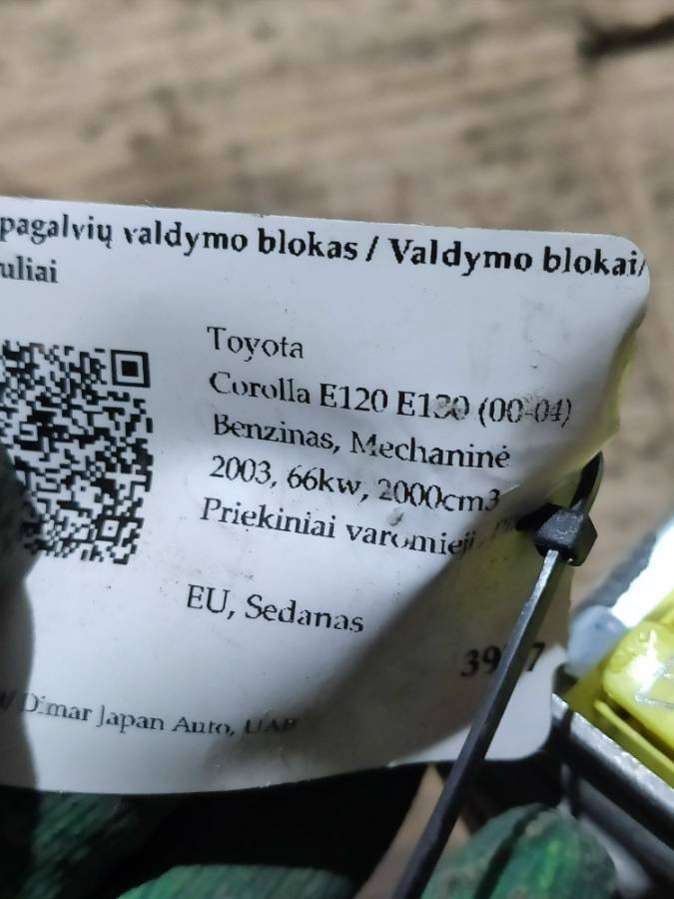 pagalvių valdymo blokas / Valdymo blokai/
uliai
Toyota
Corolla E120 E130 (00-04)
Benzinas, Mechaninė
2003, 66kw, 2000cm3
Priekiniai varomieji,
EU, Sedanas
Dimar Japan Auto, UAB